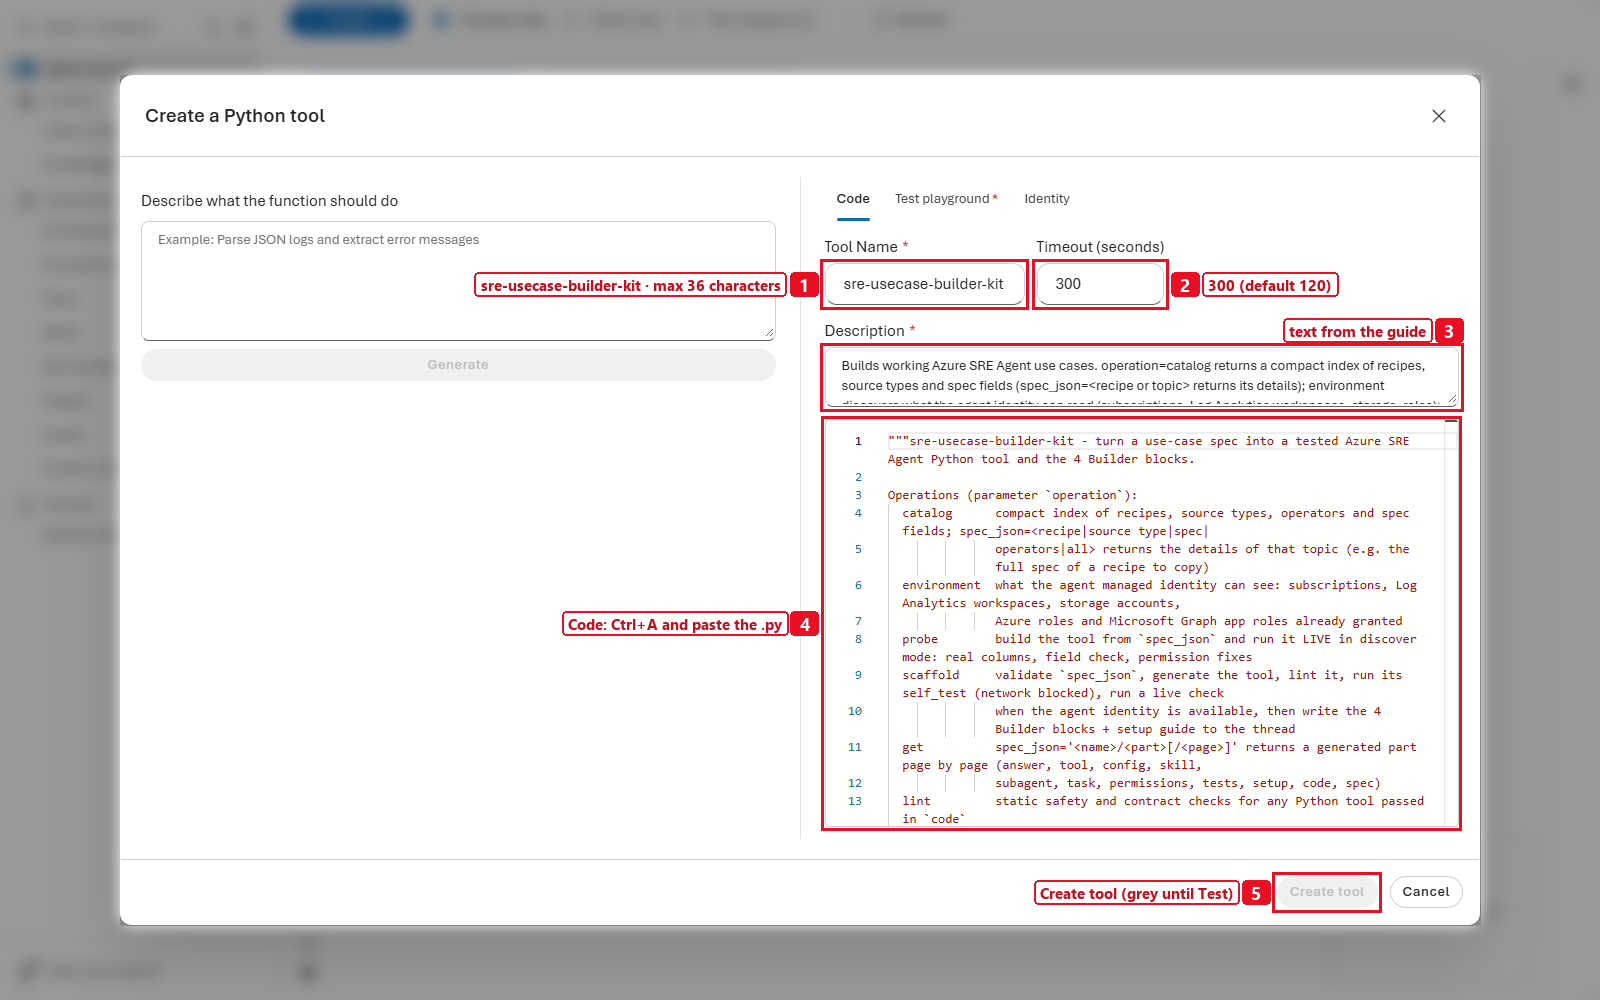 Create a Python tool
Describe what the function should do
Example: Parse JSON logs and extract error messages
Generate
Code
Test playground *
Identity
Tool Name *
Timeout (seconds)
sre-usecase-builder-kit · max 36 characters
1
sre-usecase-builder-kit
300
2
300 (default 120)
Description *
text from the guide
3
Builds working Azure SRE Agent use cases. operation=catalog returns a compact index of recipes,
source types and spec fields (spec_json=<recipe or topic> returns its details); environment
discovers what the agent identity can read (subscriptions, Log Analytics workspaces, storage, roles);
1 """sre-usecase-builder-kit - turn a use-case spec into a tested Azure SRE
Agent Python tool and the 4 Builder blocks.
2
3 Operations (parameter `operation`):
4 catalog compact index of recipes, source types, operators and spec
fields; spec_json=<recipe|source type|spec|
5 operators|all> returns the details of that topic (e.g. the
full spec of a recipe to copy)
6 environment what the agent managed identity can see: subscriptions, Log
Analytics workspaces, storage accounts,
7 Azure roles and Microsoft Graph app roles already granted
8 probe build the tool from `spec_json` and run it LIVE in discover
mode: real columns, field check, permission fixes
9 scaffold validate `spec_json`, generate the tool, lint it, run its
self_test (network blocked), run a live check
10 when the agent identity is available, then write the 4
Builder blocks + setup guide to the thread
11 get spec_json='<name>/<part>[/<page>]' returns a generated part
page by page (answer, tool, config, skill,
12 subagent, task, permissions, tests, setup, code, spec)
13 lint static safety and contract checks for any Python tool passed
in `code`
Code: Ctrl+A and paste the .py
4
Create tool (grey until Test)
5
Create tool
Cancel